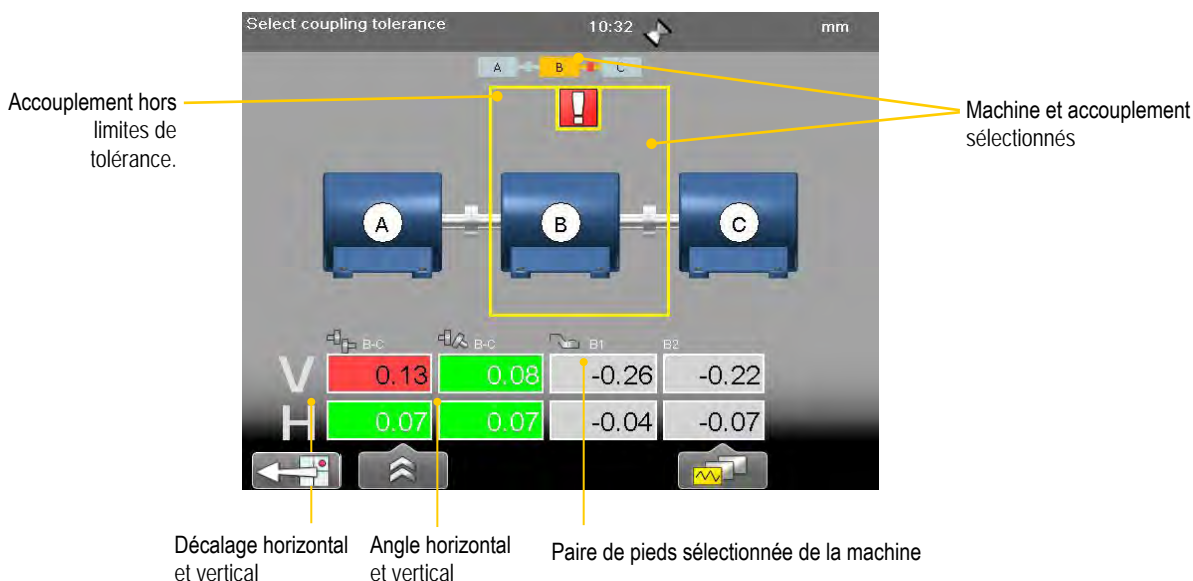 Select coupling tolerance 10:32 mm
A B C
Accouplement hors
limites de
tolérance.
Machine et accouplement
sélectionnés
!
A B C
B-C B-C B1 B2
V 0.13 0.08 -0.26 -0.22
H 0.07 0.07 -0.04 -0.07
Décalage horizontal
et vertical
Angle horizontal
et vertical
Paire de pieds sélectionnée de la machine